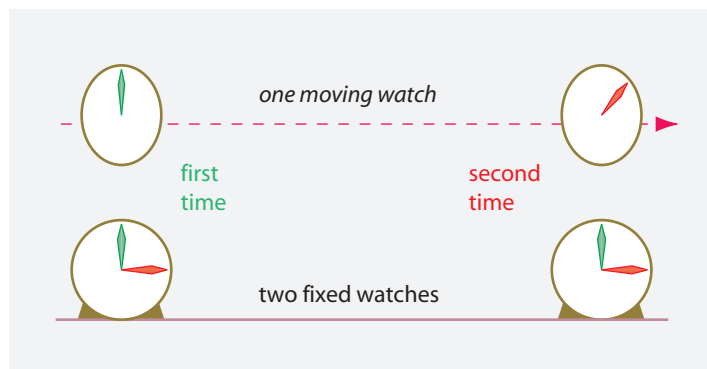 one moving watch
first
time
second
time
two fixed watches